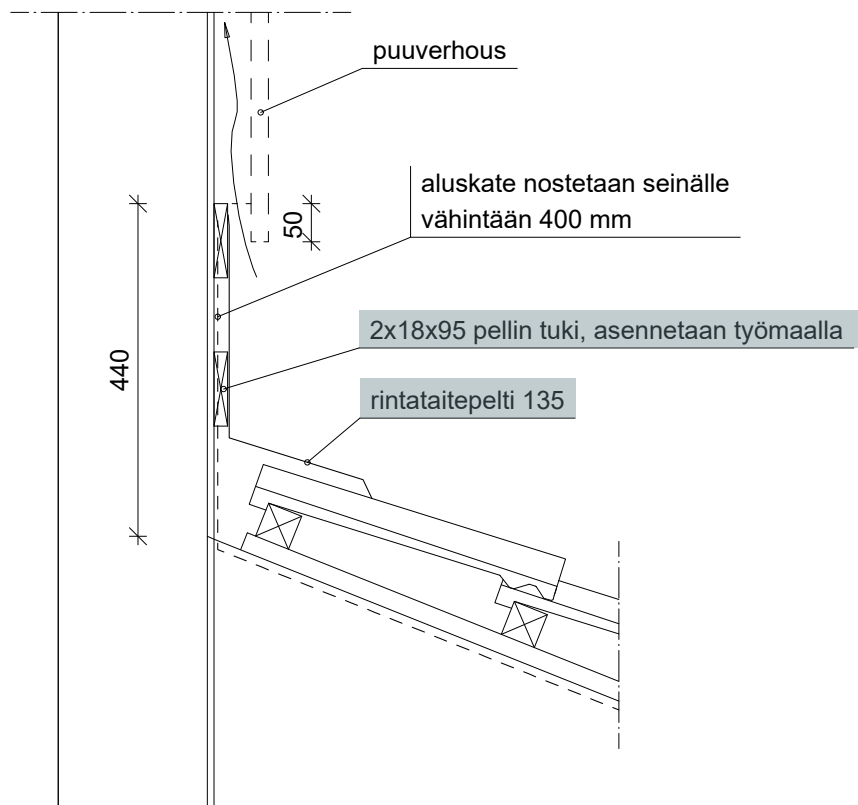 puuverhous
aluskate nostetaan seinälle
vähintään 400 mm
50
2x18x95 pellin tuki, asennetaan työmaalla
440
rintataitepelti 135